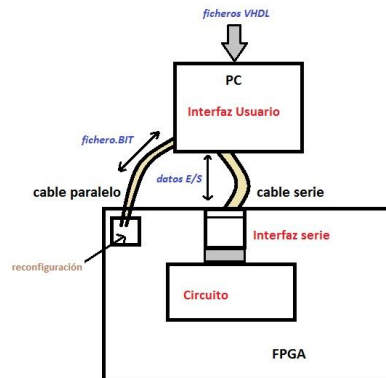 ficheros VHDL
PC
Interfaz Usuario
fichero.BIT
datos E/S
cable paralelo
cable serie
Interfaz serie
reconfiguración
Circuito
FPGA